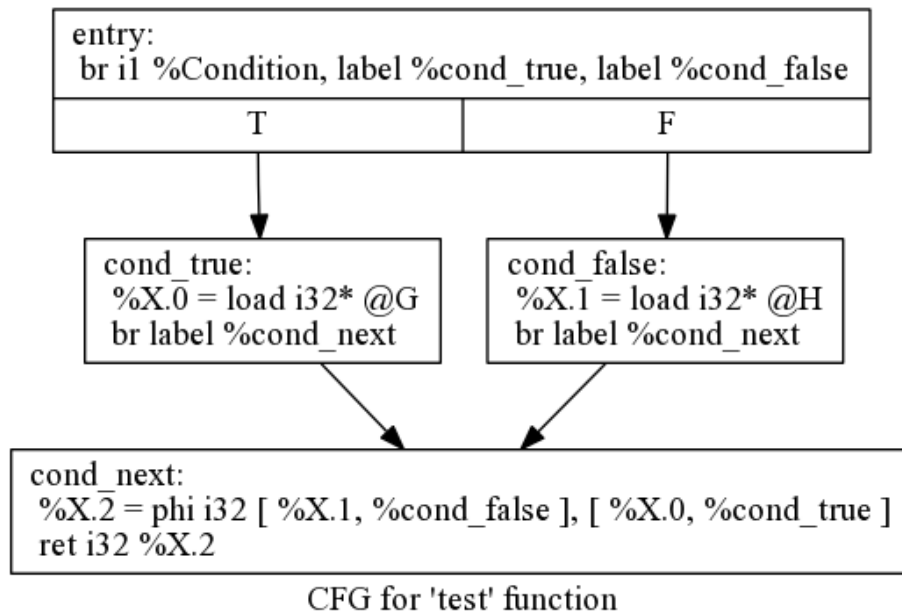 entry:
br i1 %Condition, label %cond_true, label %cond_false
T
F
cond_true:
%X.0 = load i32* @G
br label %cond_next
cond_false:
%X.1 = load i32* @H
br label %cond_next
cond_next:
%X.2 = phi i32 [ %X.1, %cond_false ], [ %X.0, %cond_true ]
ret i32 %X.2
CFG for 'test' function